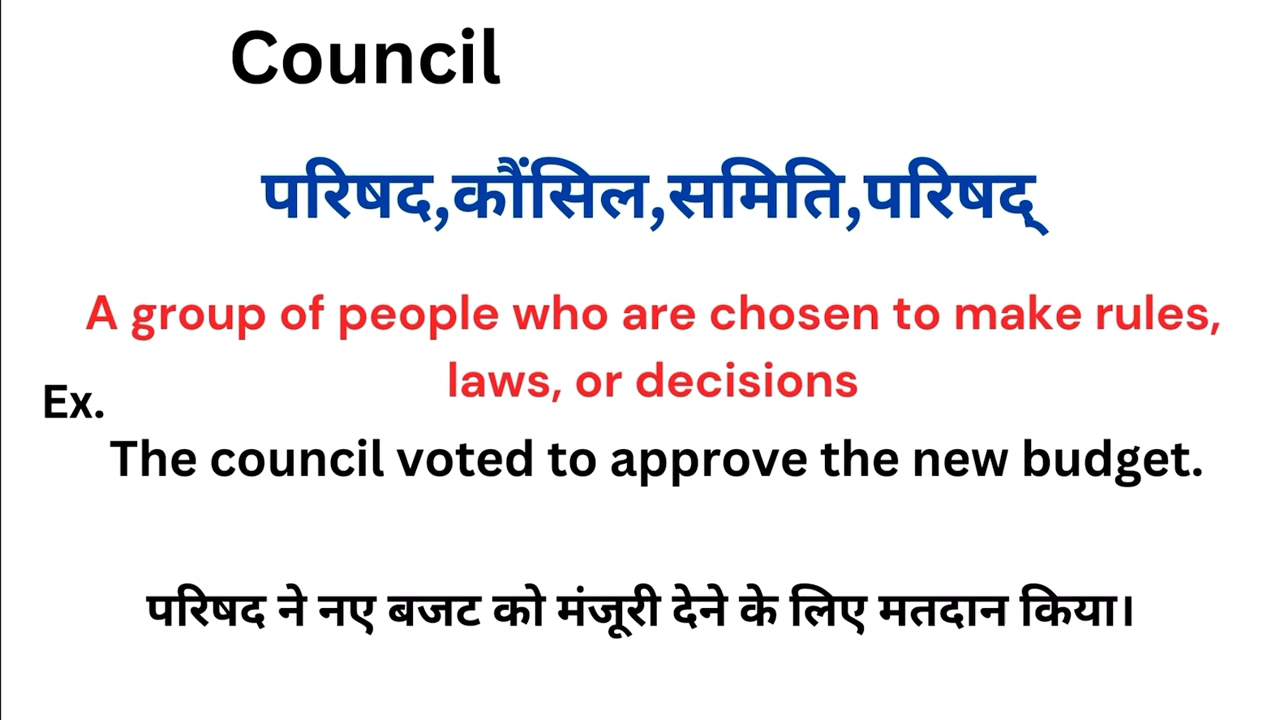 Council
परिषद,कौंसिल,समिति,परिषद्
A group of people who are chosen to make rules,
laws, or decisions
Ex.
The council voted to approve the new budget.
परिषद ने नए बजट को मंजूरी देने के लिए मतदान किया।